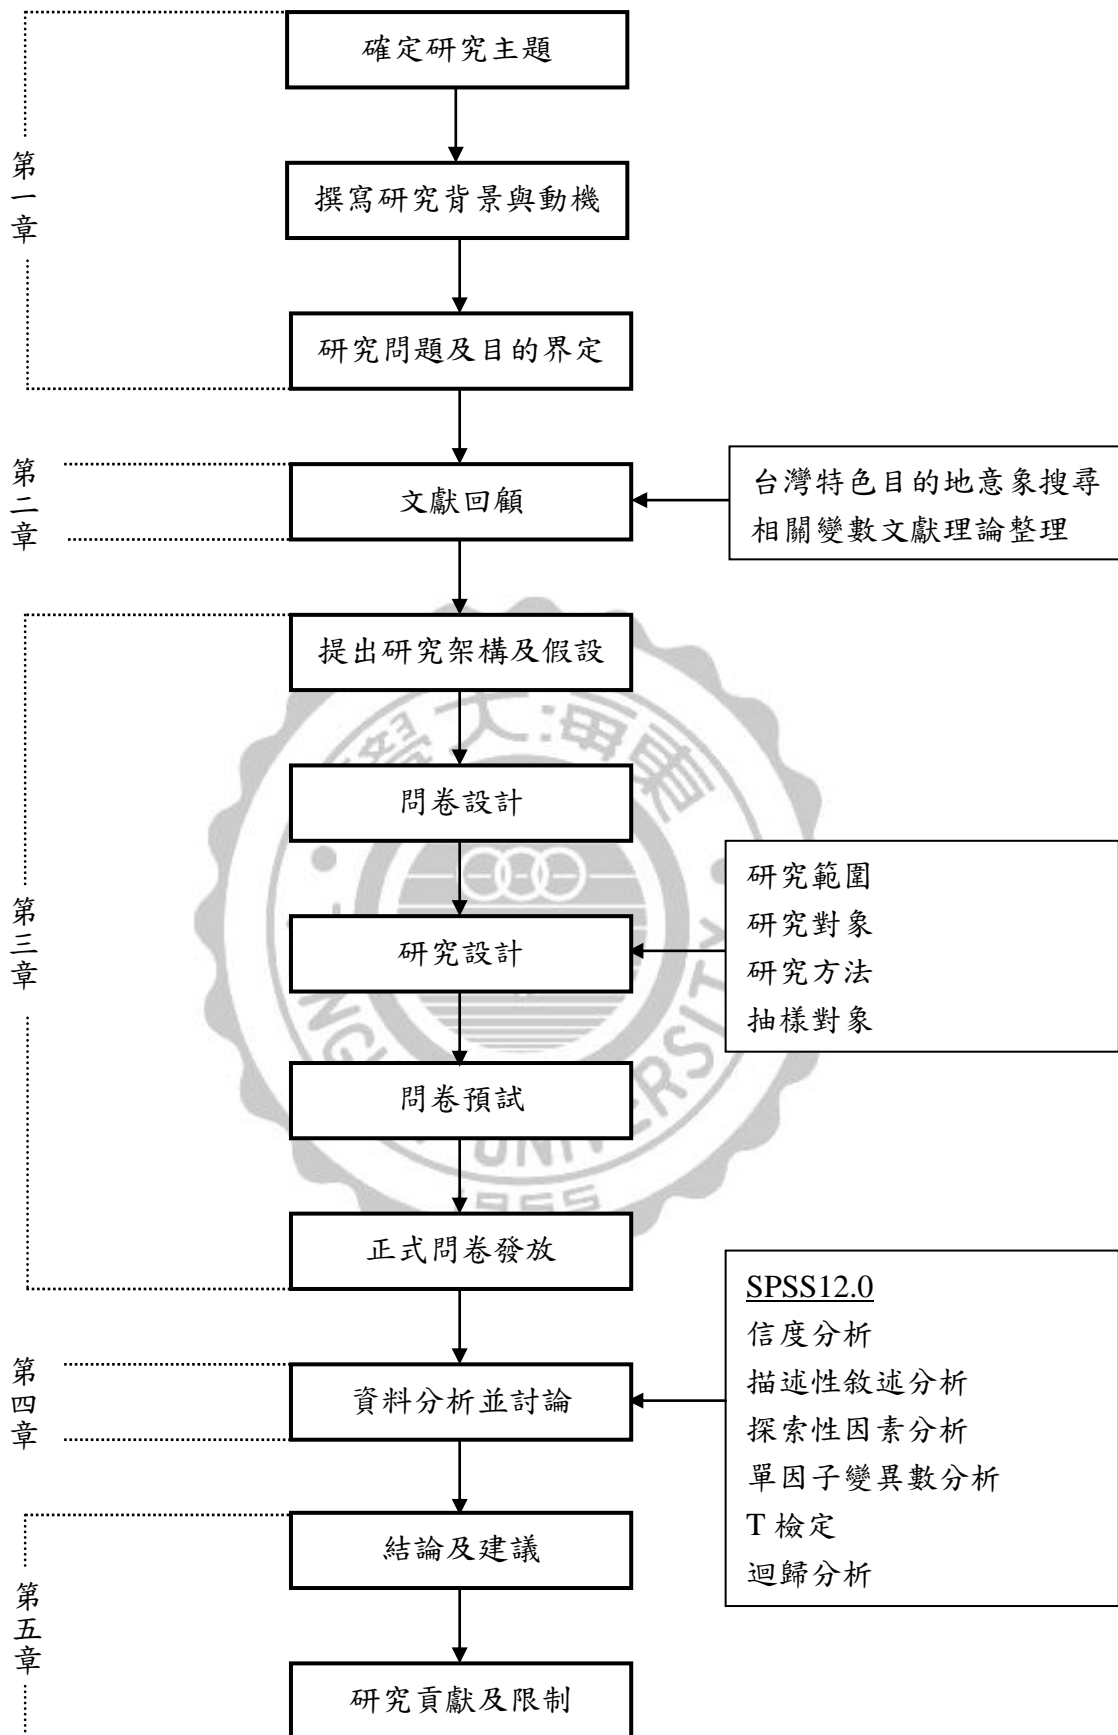 第一章
確定研究主題
撰寫研究背景與動機
研究問題及目的界定
第二章
文獻回顧
台灣特色目的地意象搜尋
相關變數文獻理論整理
第三章
提出研究架構及假設
問卷設計
研究設計
研究範圍
研究對象
研究方法
抽樣對象
問卷預試
正式問卷發放
第四章
資料分析並討論
SPSS12.0
信度分析
描述性敘述分析
探索性因素分析
單因子變異數分析
T 檢定
迴歸分析
第五章
結論及建議
研究貢獻及限制
學大海東
UNIVERSITY
1955